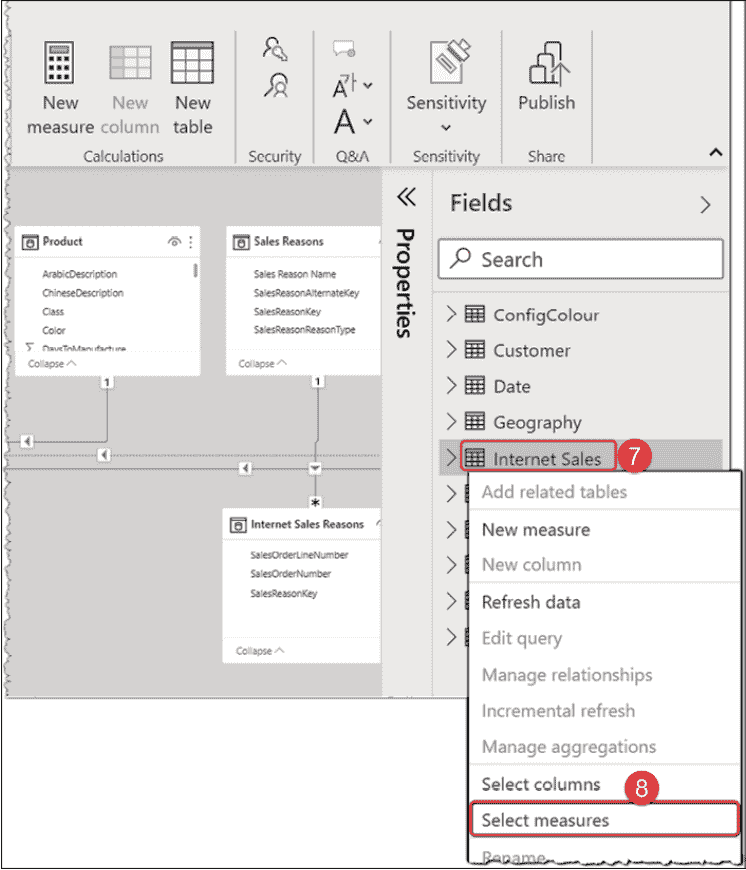 New measure
New column
New table
Calculations
Security
Q&A
Sensitivity
Sensitivity
Publish
Share
Product
ArabicDescription
ChineseDescription
Class
Color
DaysToManufacture
Collapse
1
Sales Reasons
Sales Reason Name
SalesReasonAlternateKey
SalesReasonKey
SalesReasonReasonType
Collapse
1
*
Internet Sales Reasons
SalesOrderLineNumber
SalesOrderNumber
SalesReasonKey
Collapse
Properties
Fields
Search
ConfigColour
Customer
Date
Geography
Internet Sales
7
Add related tables
New measure
New column
Refresh data
Edit query
Manage relationships
Incremental refresh
Manage aggregations
Select columns
8
Select measures
Rename